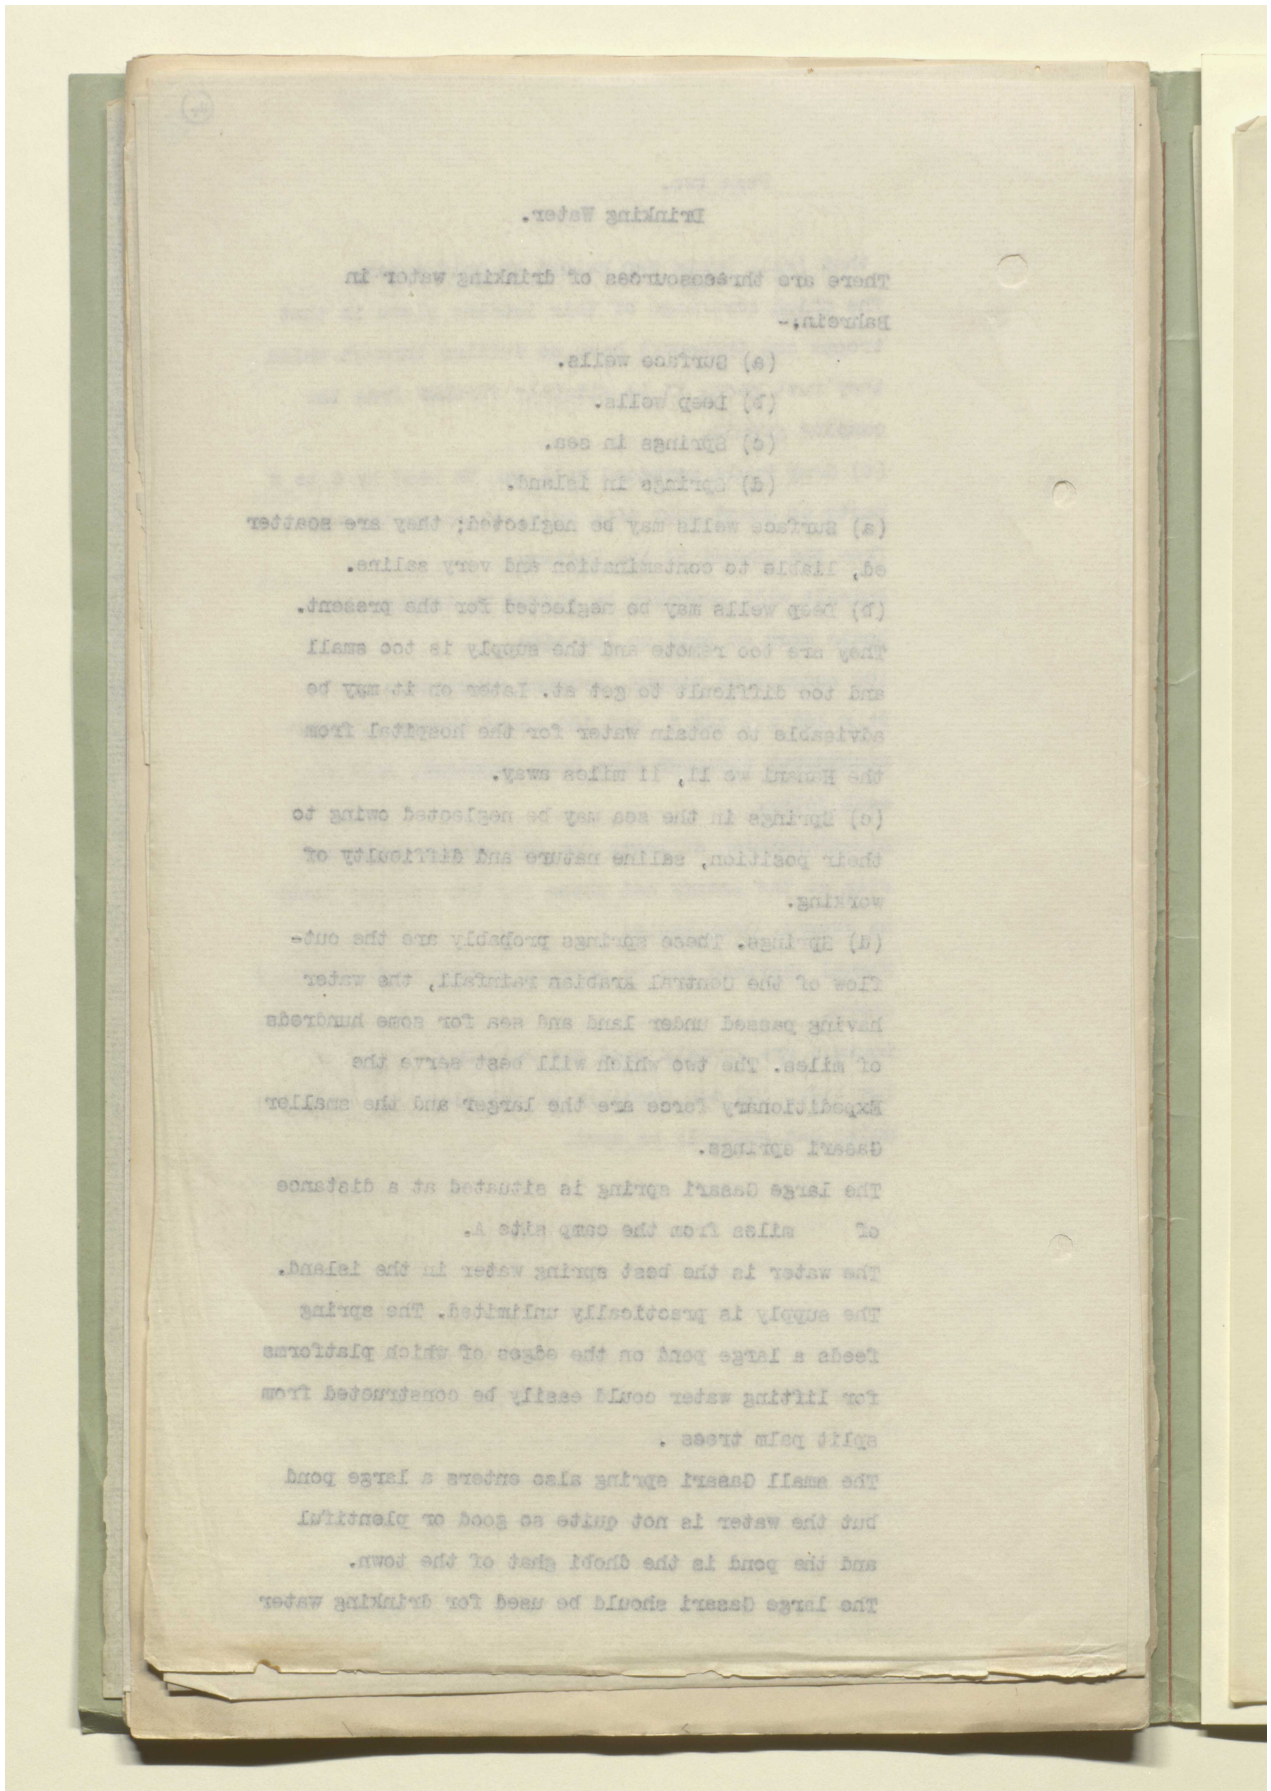 Drinking Water.
There are threesources of drinking water in
Bahrein.-
(a) Surface wells.
(b) Deep wells.
(c) Springs in sea.
(d) Springs in island.
(a) Surface wells may be neglected; they are scatter
ed, liable to contamination and very saline.
(b) Deep wells may be neglected for the present.
They are too remote and the supply is too small
and too difficult to get at. Later on it may be
adviseable to obtain water for the hospital from
the we ll, 11 miles away.
(c) Springs in the sea may be neglected owing to
their position, saline nature and difficulty of
working.
(d) Springs. These springs probably are the out-
flow of the Central Arabian rainfall, the water
having passed under land and sea for some hundreds
of miles. The two which will best serve the
Expeditionary force are the larger and the smaller
Gasari springs.
The large Gasari spring is situated at a distance
of miles from the camp site A.
The water is the best spring water in the island.
The supply is practically unlimited. The spring
feeds a large pond on the edges of which platforms
for lifting water could easily be constructed from
split palm trees .
The small Gasari spring also enters a large pond
but the water is not quite so good or plentiful
and the pond is the dhobi ghat of the town.
The large Gasari should be used for drinking water